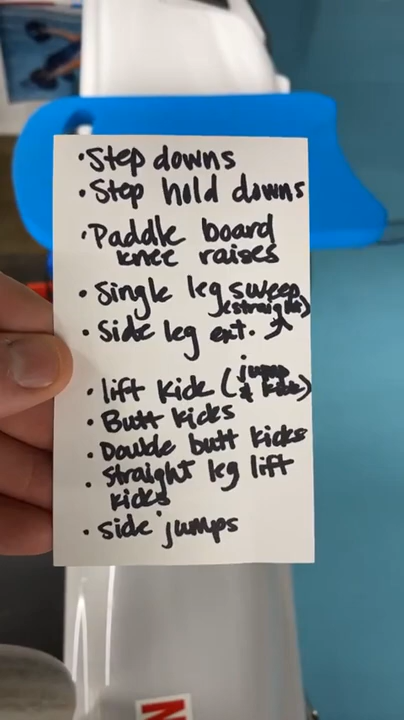 • Step downs
• Step hold downs
• Paddle board
knee raises
• Single leg sweep
(straight)
• Side leg ext.
• lift kick (jump
& kick)
• Butt kicks
• Double butt kicks
• Straight leg lift
kicks
• side jumps